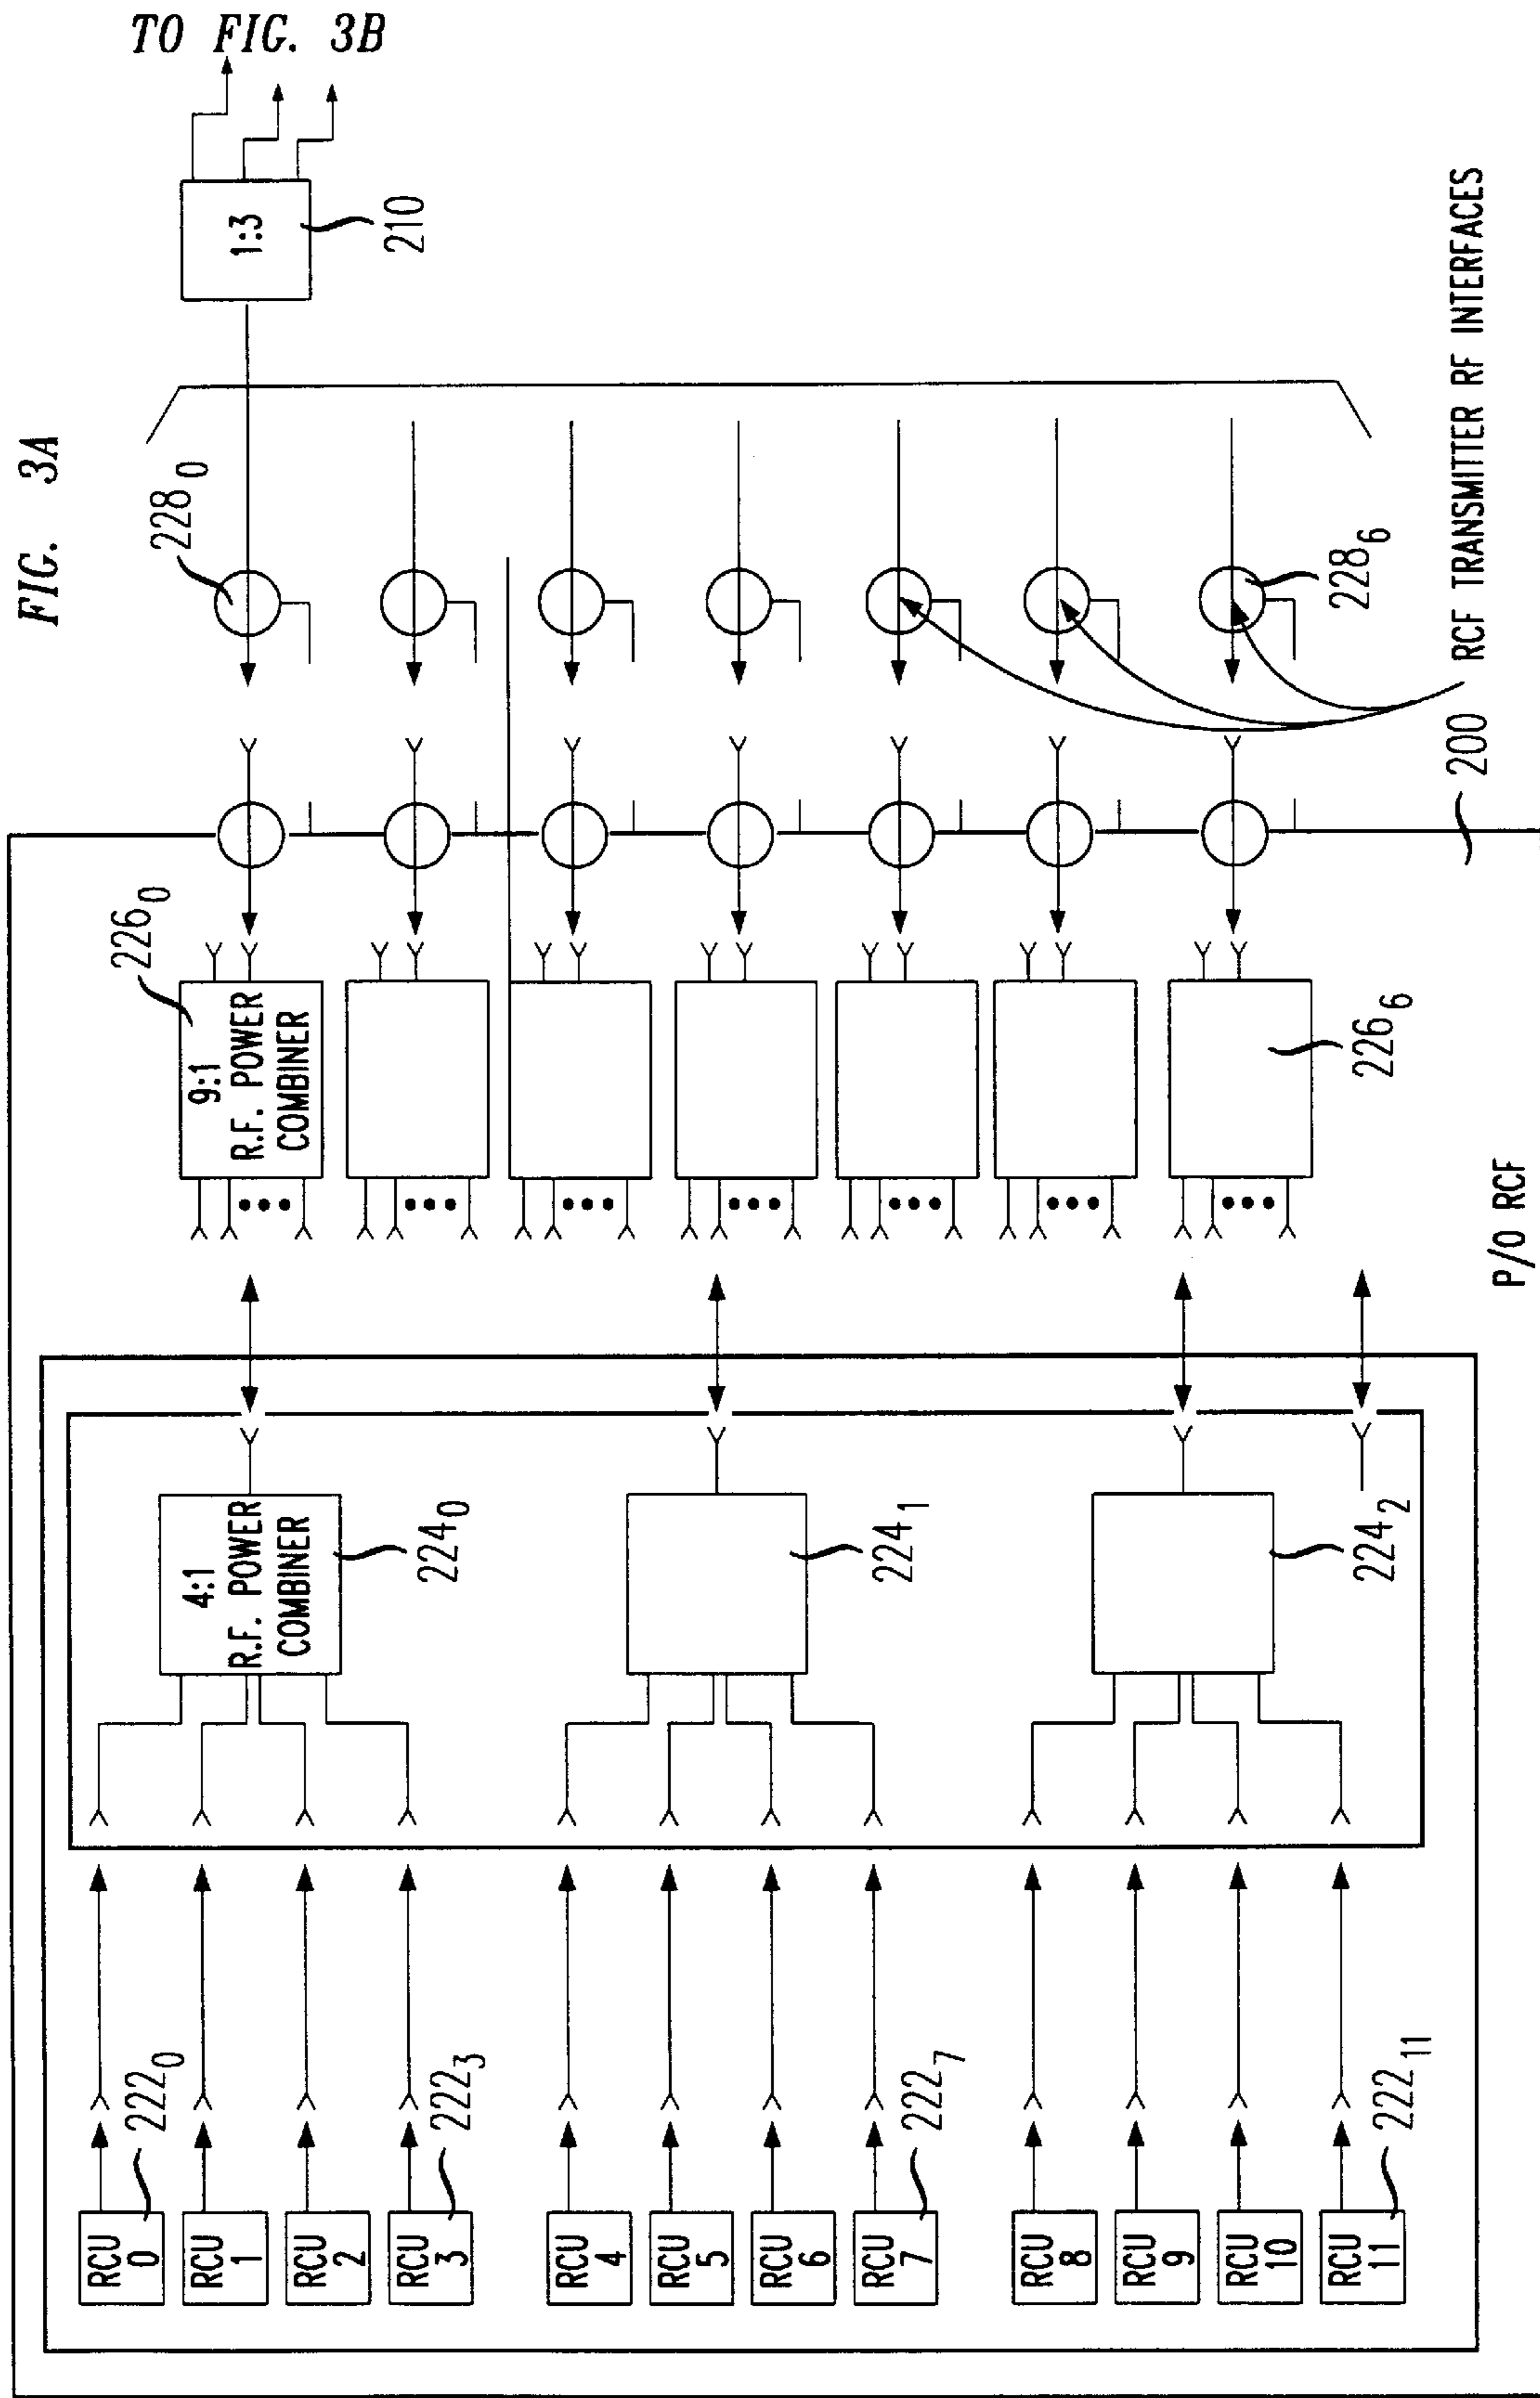 FIG. 3A
TO FIG. 3B
RCU
0
222₀
RCU
1
RCU
2
RCU
3
222₃
RCU
4
RCU
5
RCU
6
RCU
7
222₇
RCU
8
RCU
9
RCU
10
RCU
11
222₁₁
4:1
R.F. POWER
COMBINER
224₀
224₁
224₂
9:1
R.F. POWER
COMBINER
226₀
226₆
228₀
228₆
1:3
210
200
RCF TRANSMITTER RF INTERFACES
P/O RCF